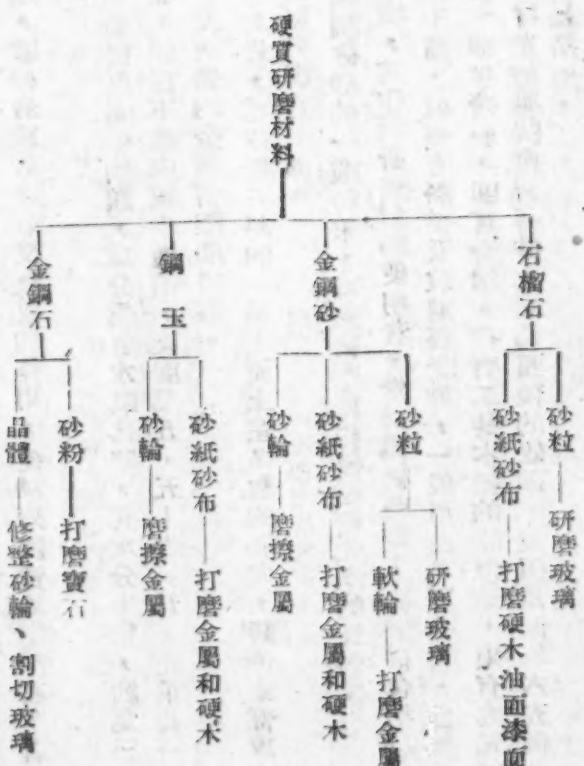 硬質研磨材料
石榴石
砂粒
研磨玻璃
砂紙砂布
打磨硬木油面漆面
金鋼砂
砂粒
研磨玻璃
軟輪
打磨金屬
砂紙砂布
打磨金屬和硬木
砂輪
磨擦金屬
鋼玉
砂紙砂布
打磨金屬和硬木
砂輪
磨擦金屬
金鋼石
砂粉
打磨寶石
晶體
修整砂輪、割切玻璃